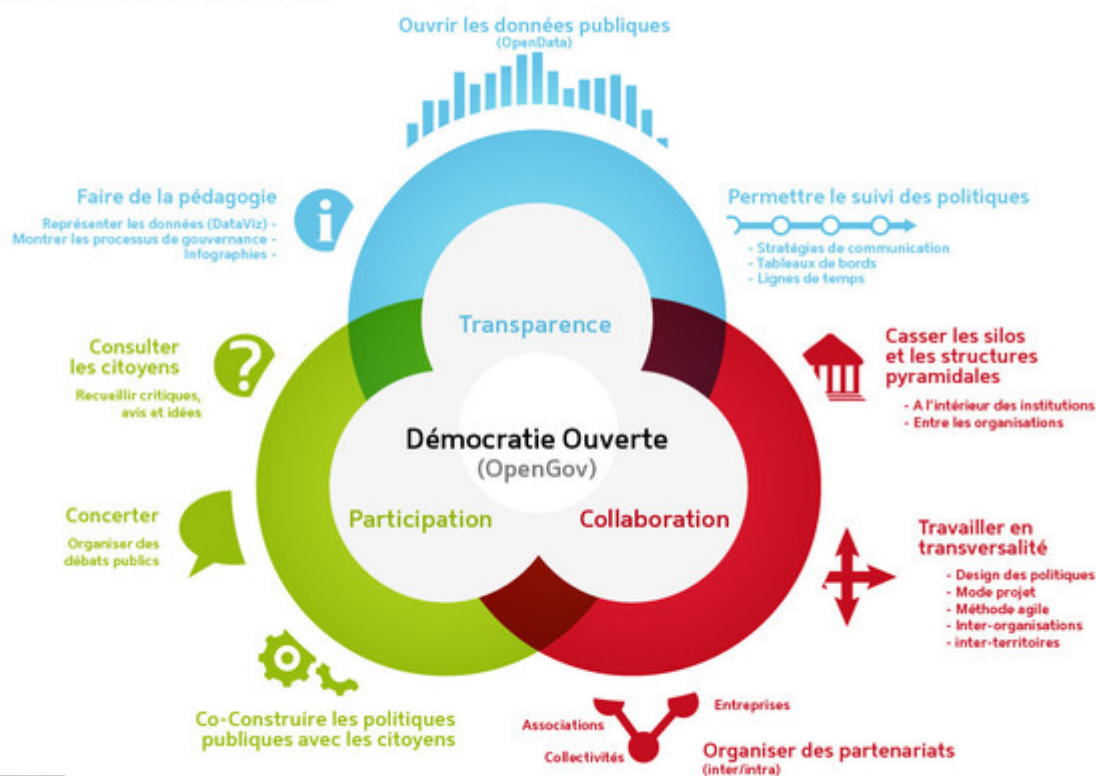 Ouvrir les données publiques
(OpenData)
Faire de la pédagogie
Représenter les données (DataViz) -
Montrer les processus de gouvernance -
Infographies -
Permettre le suivi des politiques
- Stratégies de communication
- Tableaux de bords
- Lignes de temps
Transparence
Consulter
les citoyens
Recueillir critiques,
avis et idées
Casser les silos
et les structures
pyramidales
- A l'intérieur des institutions
- Entre les organisations
Démocratie Ouverte
(OpenGov)
Participation
Collaboration
Concerter
Organiser des
débats publics
Travailler en
transversalité
- Design des politiques
- Mode projet
- Méthode agile
- Inter-organisations
- inter-territoires
Co-Construire les politiques
publiques avec les citoyens
Associations
Entreprises
Collectivités
Organiser des partenariats
(inter/intra)